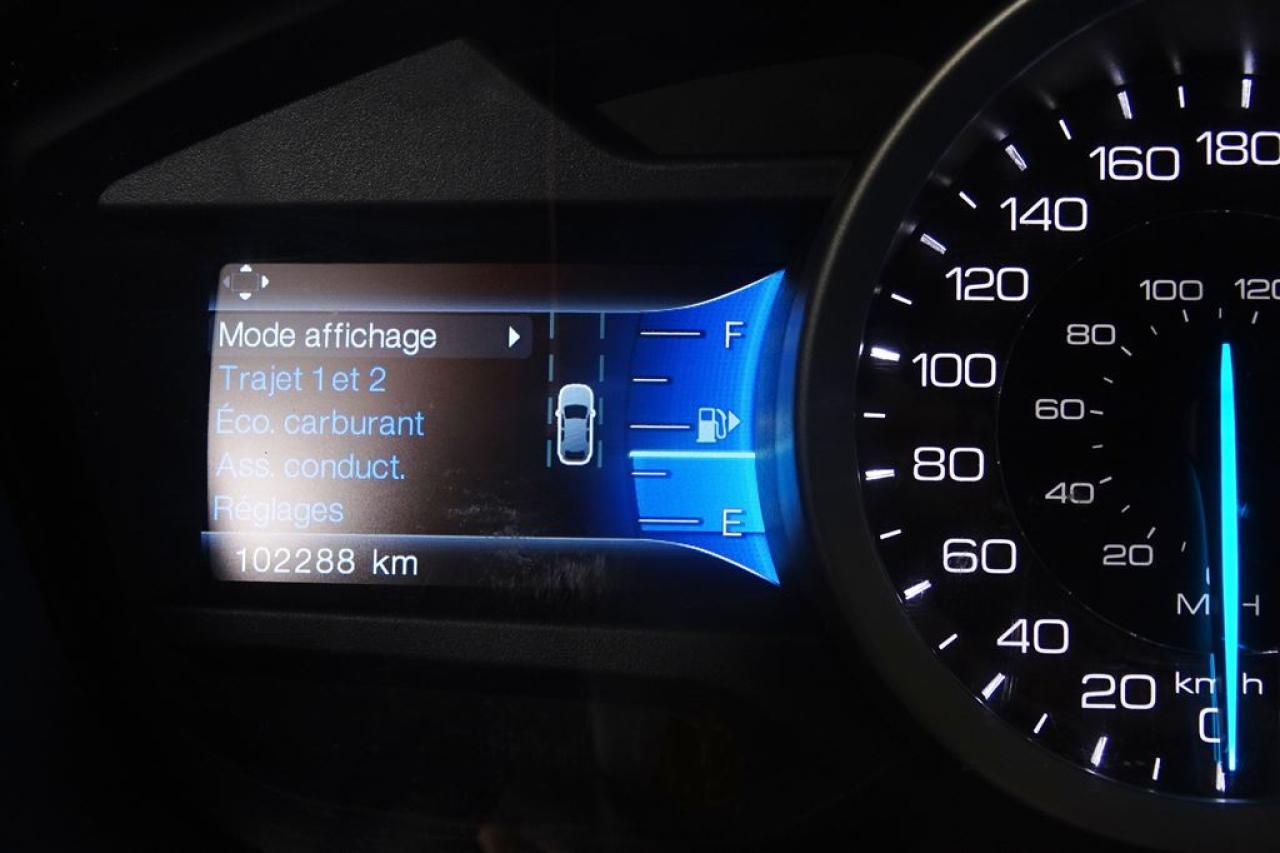 Mode affichage
Trajet 1 et 2
Éco. carburant
Ass. conduct.
Réglages
102288 km
F
E
180
160
140
120
100
80
60
40
20
0
km/h
120
100
80
60
40
20
MPH